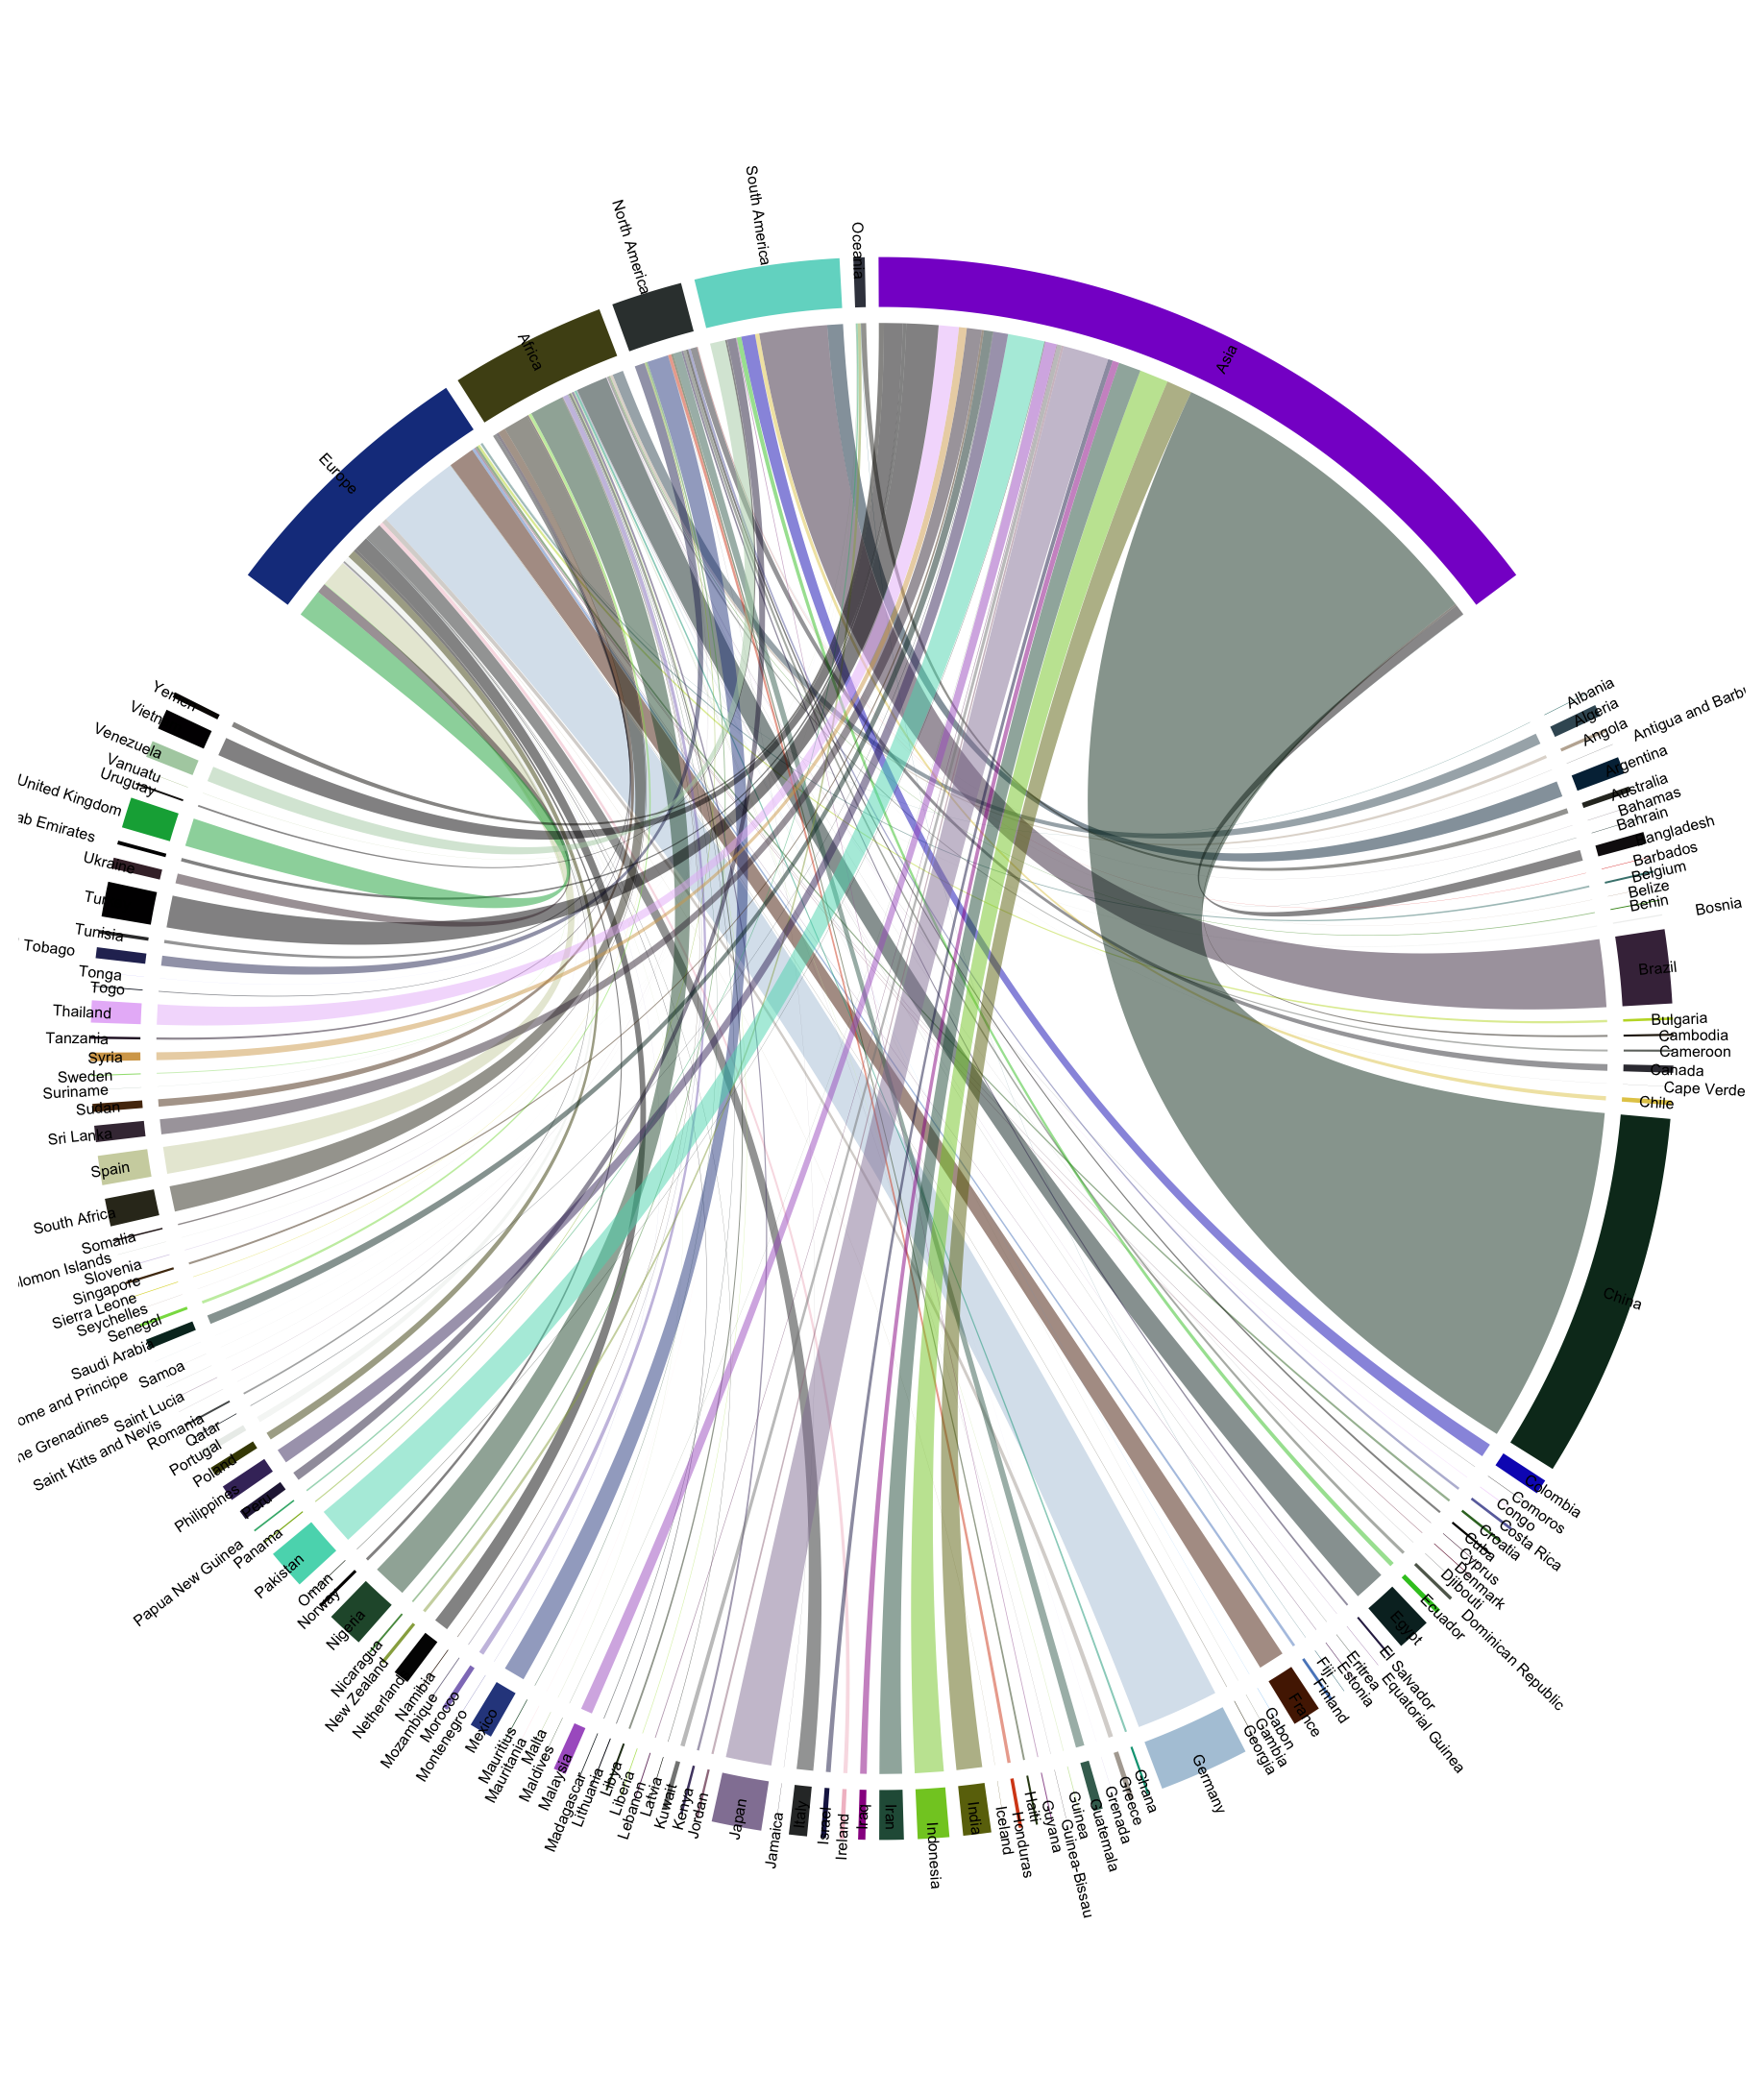 South America
North America
Oceania
Africa
Asia
Europe
Albania
Algeria
Angola
Antigua and Barbu
Argentina
Australia
Bahamas
Bahrain
angladesh
Barbados
Belgium
Belize
Benin
Bosnia
Brazil
Bulgaria
Cambodia
Cameroon
Canada
Cape Verde
Chile
China
Colombia
Comoros
Congo
Costa Rica
Croatia
Cuba
Cyprus
Denmark
Djibouti
Dominican Republic
Ecuador
Egypt
El Salvador
Equatorial Guinea
Eritrea
Estonia
Fiji
Finland
France
Gabon
Gambia
Georgia
Germany
Ghana
Greece
Grenada
Guatemala
Guinea
Guinea-Bissau
Guyana
Haiti
Honduras
Iceland
India
Indonesia
Iran
Iraq
Ireland
Israel
Italy
Jamaica
Japan
Jordan
Kenya
Kuwait
Latvia
Lebanon
Liberia
Libya
Lithuania
Madagascar
Malaysia
Maldives
Malta
Mauritania
Mauritius
Mexico
Montenegro
Morocco
Mozambique
Namibia
Netherland
New Zealand
Nicaragua
Nigeria
Norway
Oman
Pakistan
Panama
Papua New Guinea
Peru
Philippines
Poland
Portugal
Qatar
Romania
Saint Kitts and Nevis
Saint Lucia
ne Grenadines
Samoa
ome and Principe
Saudi Arabia
Senegal
Seychelles
Sierra Leone
Singapore
Slovenia
lomon Islands
Somalia
South Africa
Spain
Sri Lanka
Sudan
Suriname
Sweden
Syria
Tanzania
Thailand
Togo
Tonga
Tobago
Tunisia
Tur
Ukraine
ab Emirates
United Kingdom
Uruguay
Vanuatu
Venezuela
Vietn
Yemen